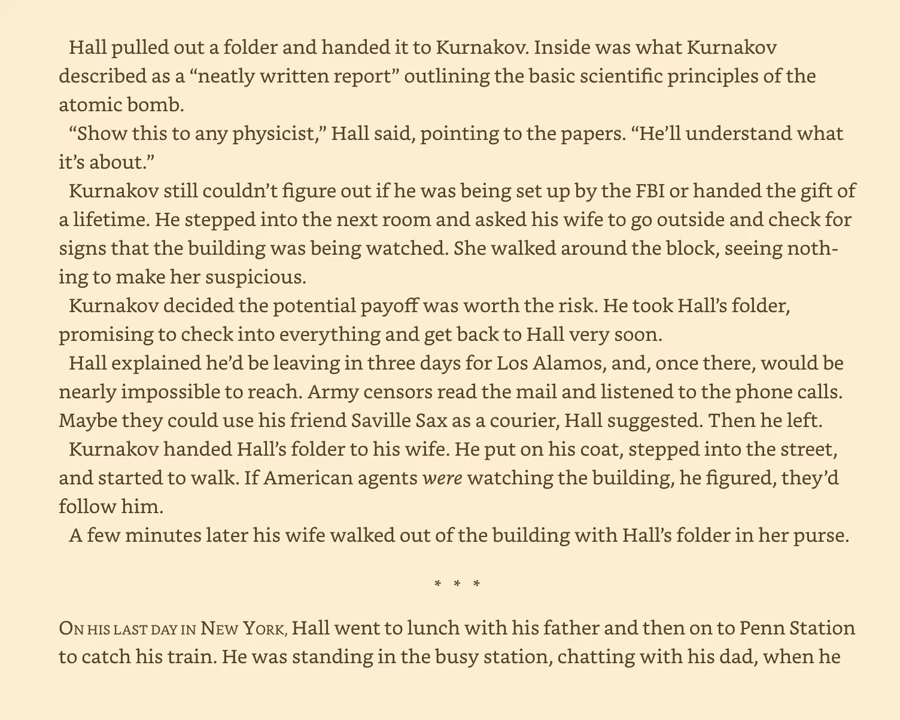 Hall pulled out a folder and handed it to Kurnakov. Inside was what Kurnakov
described as a “neatly written report” outlining the basic scientific principles of the
atomic bomb.
“Show this to any physicist,” Hall said, pointing to the papers. “He’ll understand what
it’s about.”
Kurnakov still couldn’t figure out if he was being set up by the FBI or handed the gift of
a lifetime. He stepped into the next room and asked his wife to go outside and check for
signs that the building was being watched. She walked around the block, seeing noth-
ing to make her suspicious.
Kurnakov decided the potential payoff was worth the risk. He took Hall’s folder,
promising to check into everything and get back to Hall very soon.
Hall explained he’d be leaving in three days for Los Alamos, and, once there, would be
nearly impossible to reach. Army censors read the mail and listened to the phone calls.
Maybe they could use his friend Saville Sax as a courier, Hall suggested. Then he left.
Kurnakov handed Hall’s folder to his wife. He put on his coat, stepped into the street,
and started to walk. If American agents were watching the building, he figured, they’d
follow him.
A few minutes later his wife walked out of the building with Hall’s folder in her purse.
* * *
On his last day in New York, Hall went to lunch with his father and then on to Penn Station
to catch his train. He was standing in the busy station, chatting with his dad, when he